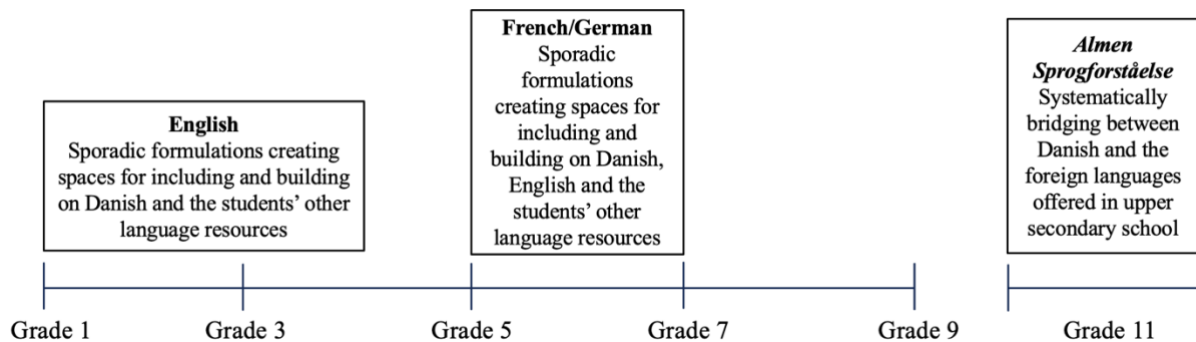 English
Sporadic formulations creating
spaces for including and building
on Danish and the students' other
language resources
French/German
Sporadic
formulations
creating spaces for
including and
building on Danish,
English and the
students' other
language resources
Almen
Sprogforståelse
Systematically
bridging between
Danish and the
foreign languages
offered in upper
secondary school
Grade 1
Grade 3
Grade 5
Grade 7
Grade 9
Grade 11